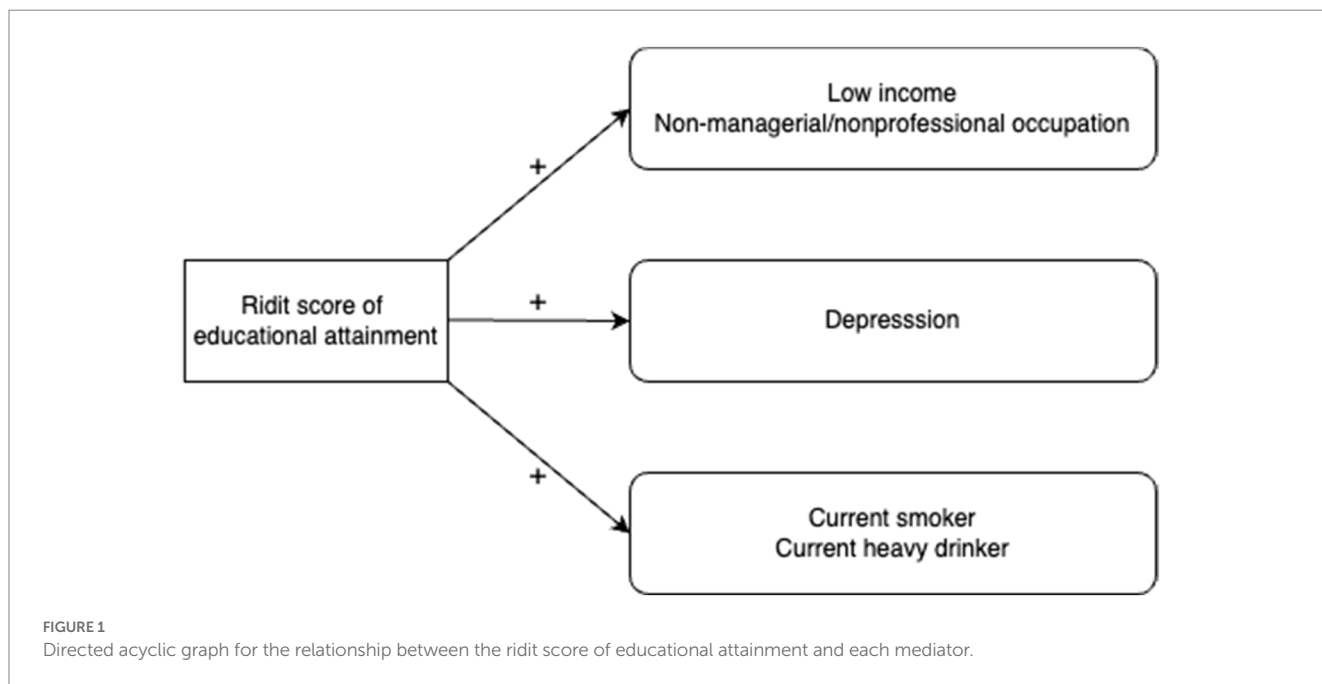 Low income
Non-managerial/nonprofessional occupation
+
Ridit score of
educational attainment
+
Depresssion
+
Current smoker
Current heavy drinker
FIGURE 1
Directed acyclic graph for the relationship between the ridit score of educational attainment and each mediator.